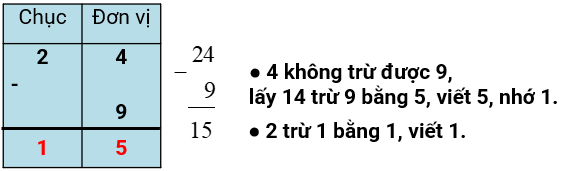 Chục Đơn vị
2 4
-
9
1 5
24
−
9
15
● 4 không trừ được 9,
lấy 14 trừ 9 bằng 5, viết 5, nhớ 1.
● 2 trừ 1 bằng 1, viết 1.